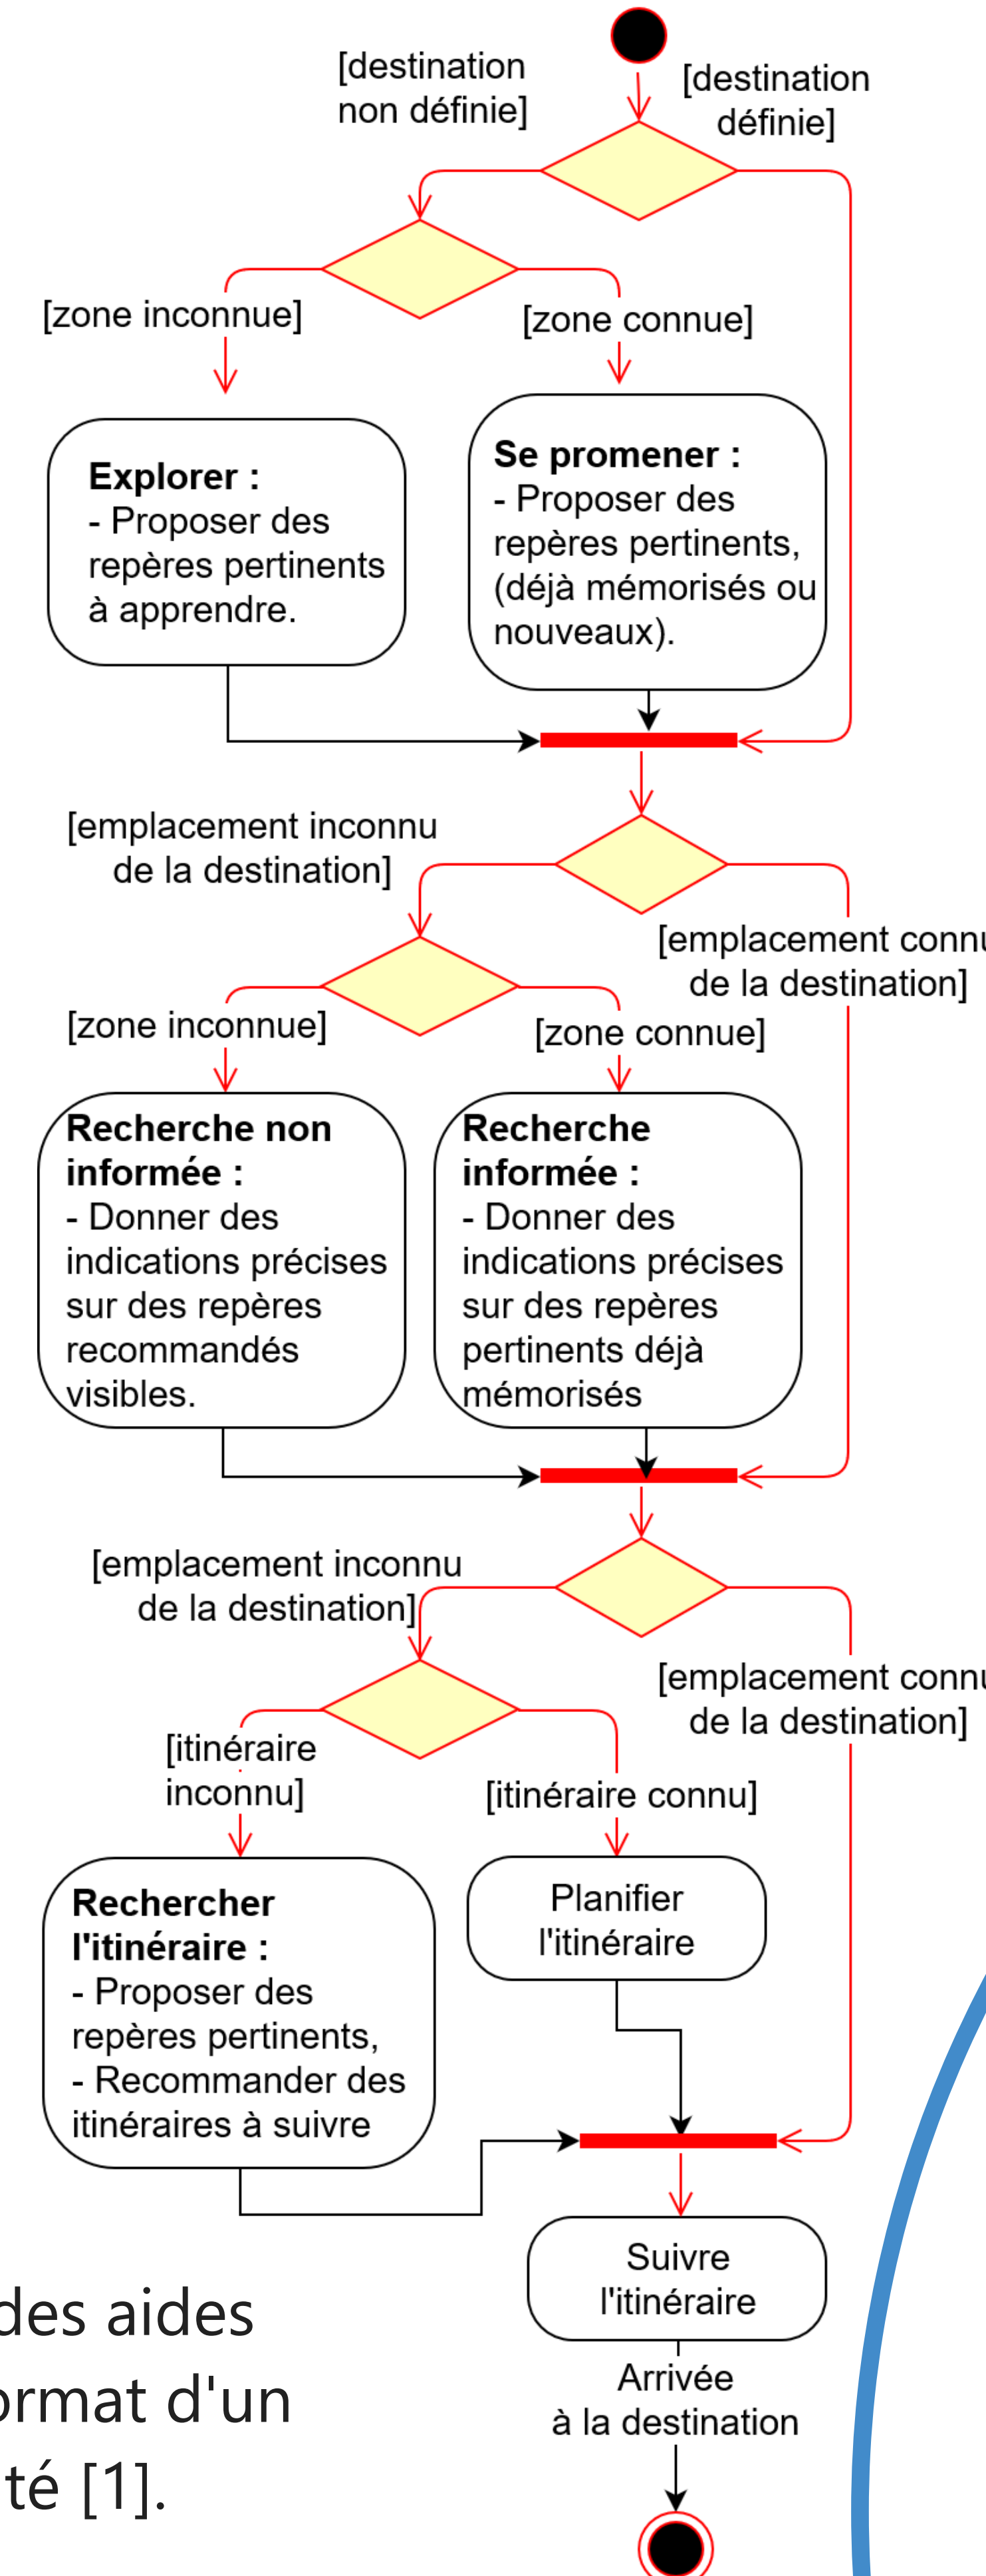 [destination
non définie]
[destination
définie]
[zone inconnue]
[zone connue]
Explorer :
- Proposer des
repères pertinents
à apprendre.
Se promener :
- Proposer des
repères pertinents,
(déjà mémorisés ou
nouveaux).
[emplacement inconnu
de la destination]
[emplacement connu
de la destination]
[zone inconnue]
[zone connue]
Recherche non
informée :
- Donner des
indications précises
sur des repères
recommandés
visibles.
Recherche
informée :
- Donner des
indications précises
sur des repères
pertinents déjà
mémorisés
[emplacement inconnu
de la destination]
[emplacement connu
de la destination]
[itinéraire
inconnu]
[itinéraire connu]
Rechercher
l'itinéraire :
- Proposer des
repères pertinents,
- Recommander des
itinéraires à suivre
Planifier
l'itinéraire
Suivre
l'itinéraire
Arrivée
à la destination
des aides
ormat d'un
té [1].